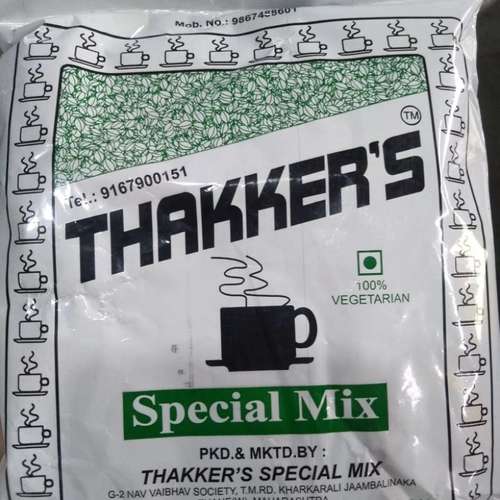 Mob. No.: 9867428601
TM
Tel.: 9167900151
THAKKER'S
100%
VEGETARIAN
Special Mix
PKD.& MKTD.BY :
THAKKER'S SPECIAL MIX
G-2 NAV VAIBHAV SOCIETY, T.M.RD. KHARKARALI JAAMBALINAKA
MAHARASHTRA